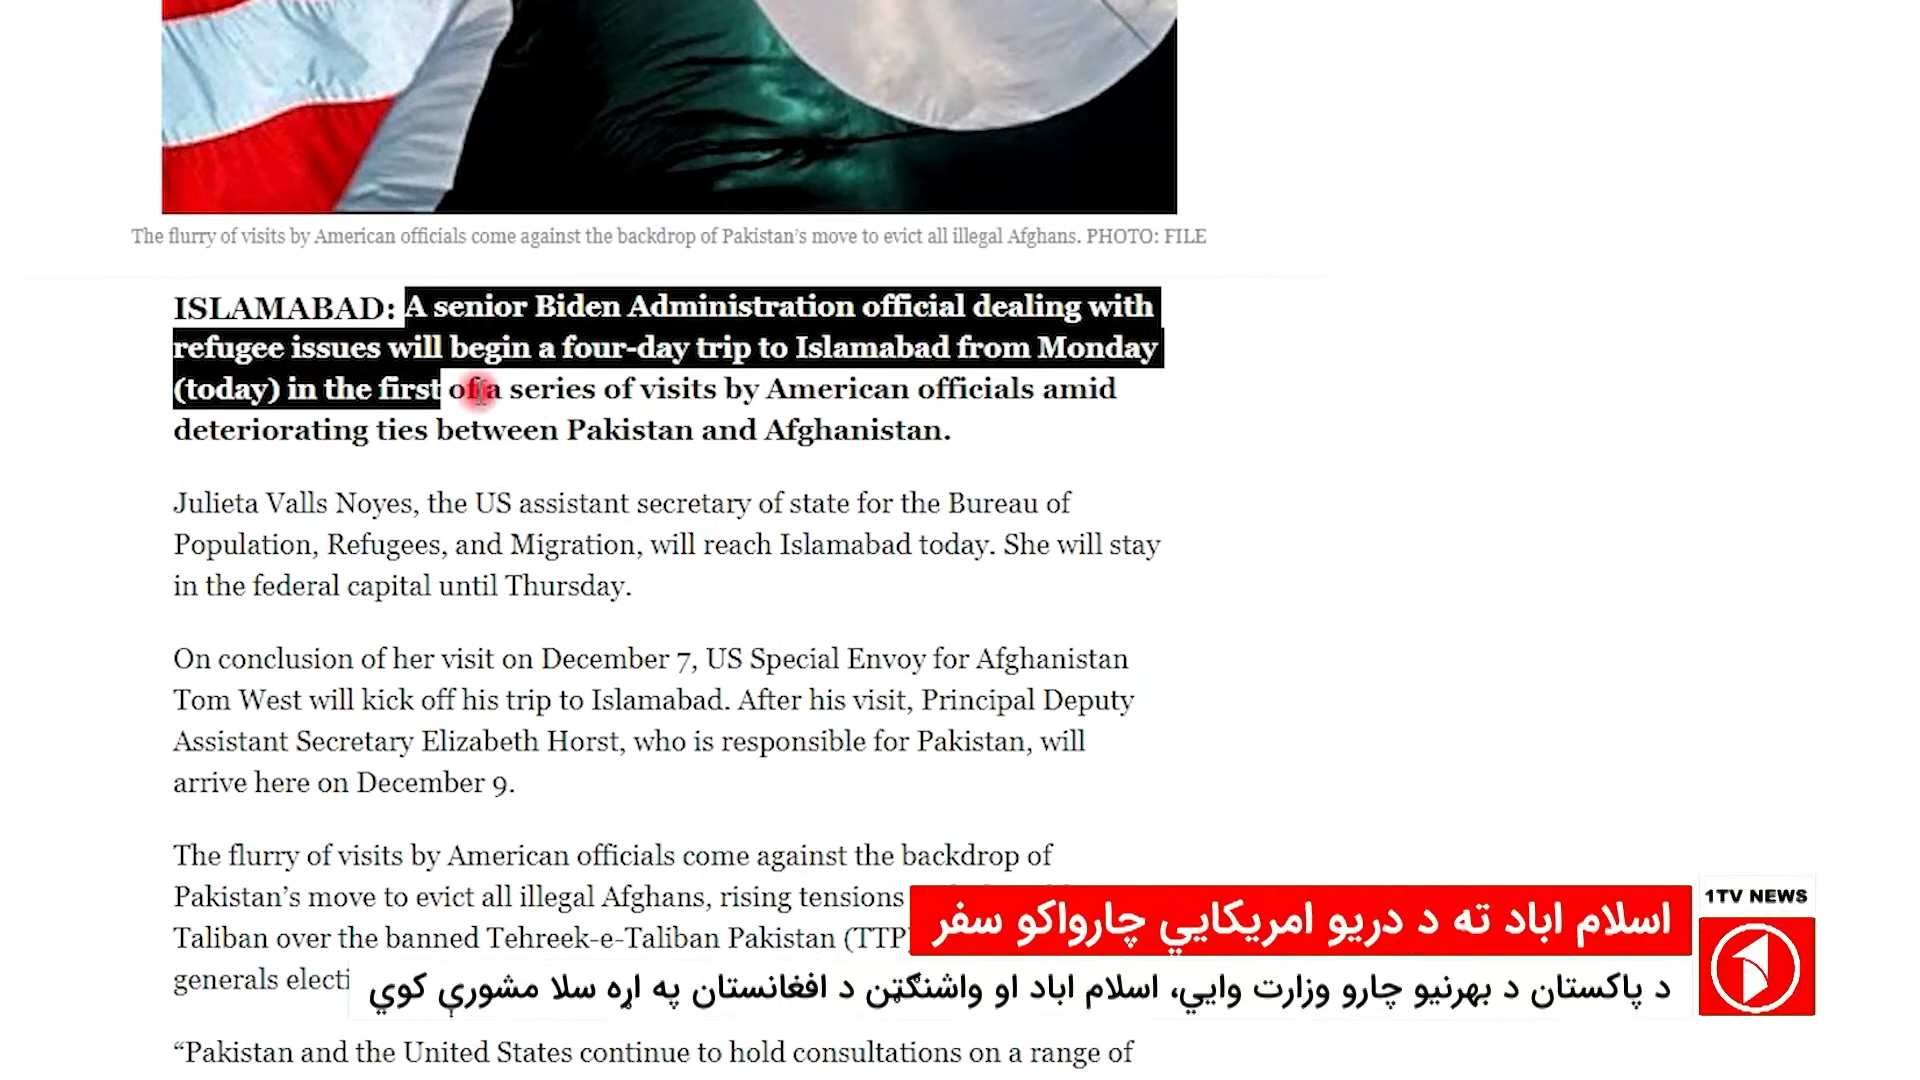 The flurry of visits by American officials come against the backdrop of Pakistan’s move to evict all illegal Afghans. PHOTO: FILE
ISLAMABAD: A senior Biden Administration official dealing with
refugee issues will begin a four-day trip to Islamabad from Monday
(today) in the first of a series of visits by American officials amid
deteriorating ties between Pakistan and Afghanistan.
Julieta Valls Noyes, the US assistant secretary of state for the Bureau of
Population, Refugees, and Migration, will reach Islamabad today. She will stay
in the federal capital until Thursday.
On conclusion of her visit on December 7, US Special Envoy for Afghanistan
Tom West will kick off his trip to Islamabad. After his visit, Principal Deputy
Assistant Secretary Elizabeth Horst, who is responsible for Pakistan, will
arrive here on December 9.
The flurry of visits by American officials come against the backdrop of
Pakistan’s move to evict all illegal Afghans, rising tensions
Taliban over the banned Tehreek-e-Taliban Pakistan (TTP)
generals electi
“Pakistan and the United States continue to hold consultations on a range of
1TV NEWS
اسلام اباد ته د دریو امریکایي چارواکو سفر
د پاکستان د بهرنیو چارو وزارت وایي، اسلام اباد او واشنګټن د افغانستان په اړه سلا مشورې کوي